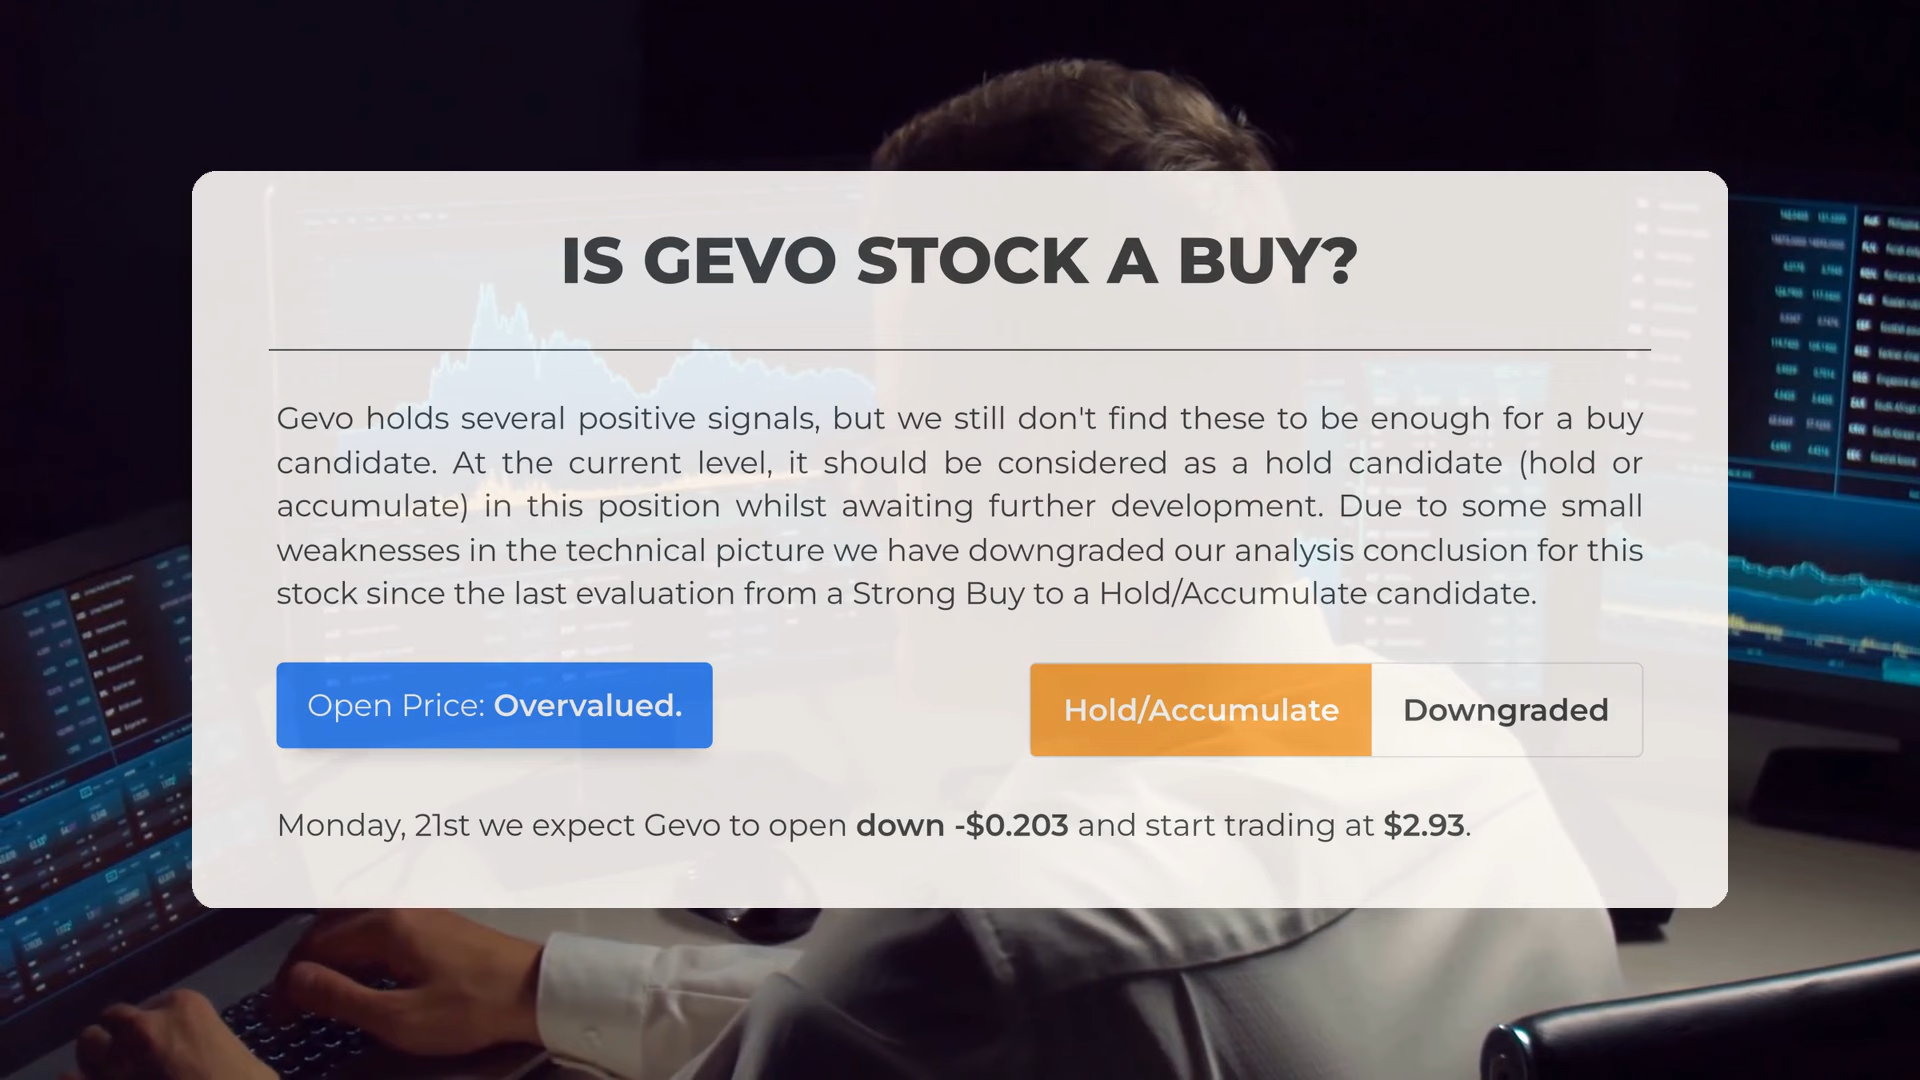 IS GEVO STOCK A BUY?
Gevo holds several positive signals, but we still don't find these to be enough for a buy
candidate. At the current level, it should be considered as a hold candidate (hold or
accumulate) in this position whilst awaiting further development. Due to some small
weaknesses in the technical picture we have downgraded our analysis conclusion for this
stock since the last evaluation from a Strong Buy to a Hold/Accumulate candidate.
Open Price: Overvalued.
Hold/Accumulate Downgraded
Monday, 21st we expect Gevo to open down -$0.203 and start trading at $2.93.